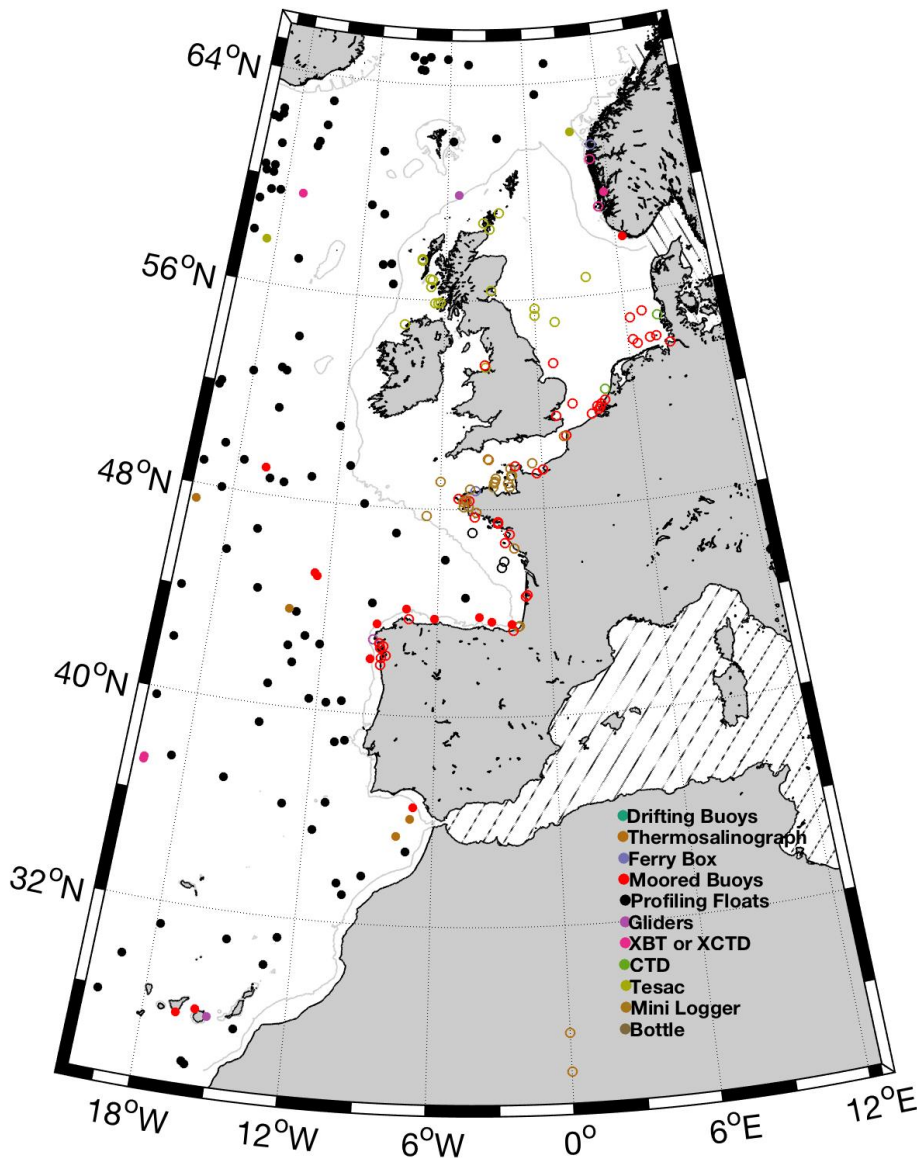 64°N
56°N
48°N
40°N
32°N
Drifting Buoys
Thermosalinograph
Ferry Box
Moored Buoys
Profiling Floats
Gliders
XBT or XCTD
CTD
Tesac
Mini Logger
Bottle
18°W
12°W
6°W
0°
6°E
12°E